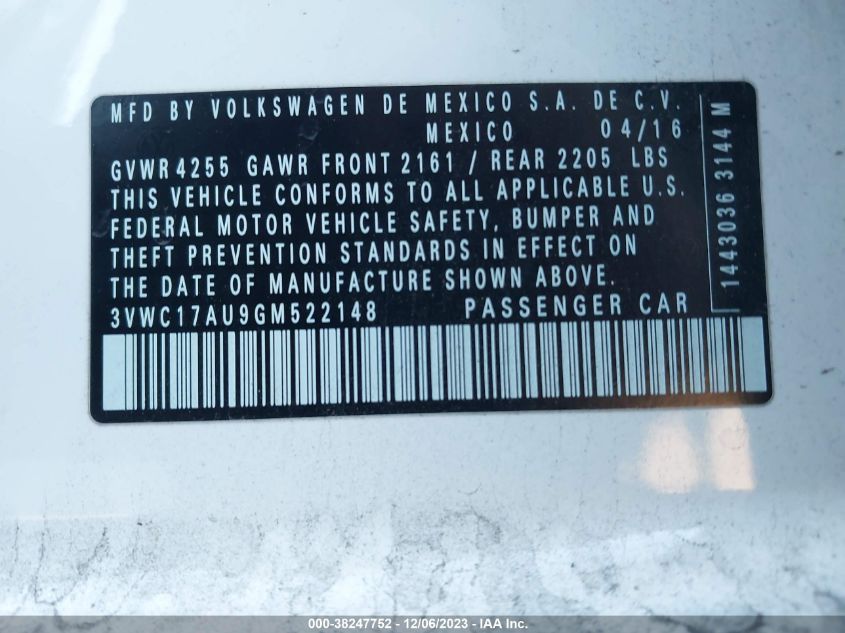 MFD BY VOLKSWAGEN DE MEXICO S.A. DE C.V.
MEXICO 04/16
GVWR 4255 GAWR FRONT 2161 / REAR 2205 LBS
THIS VEHICLE CONFORMS TO ALL APPLICABLE U.S.
FEDERAL MOTOR VEHICLE SAFETY, BUMPER AND
THEFT PREVENTION STANDARDS IN EFFECT ON
THE DATE OF MANUFACTURE SHOWN ABOVE.
3VWC17AU9GM522148 PASSENGER CAR
1443036 3144 M
000-38247752 - 12/06/2023 - IAA Inc.